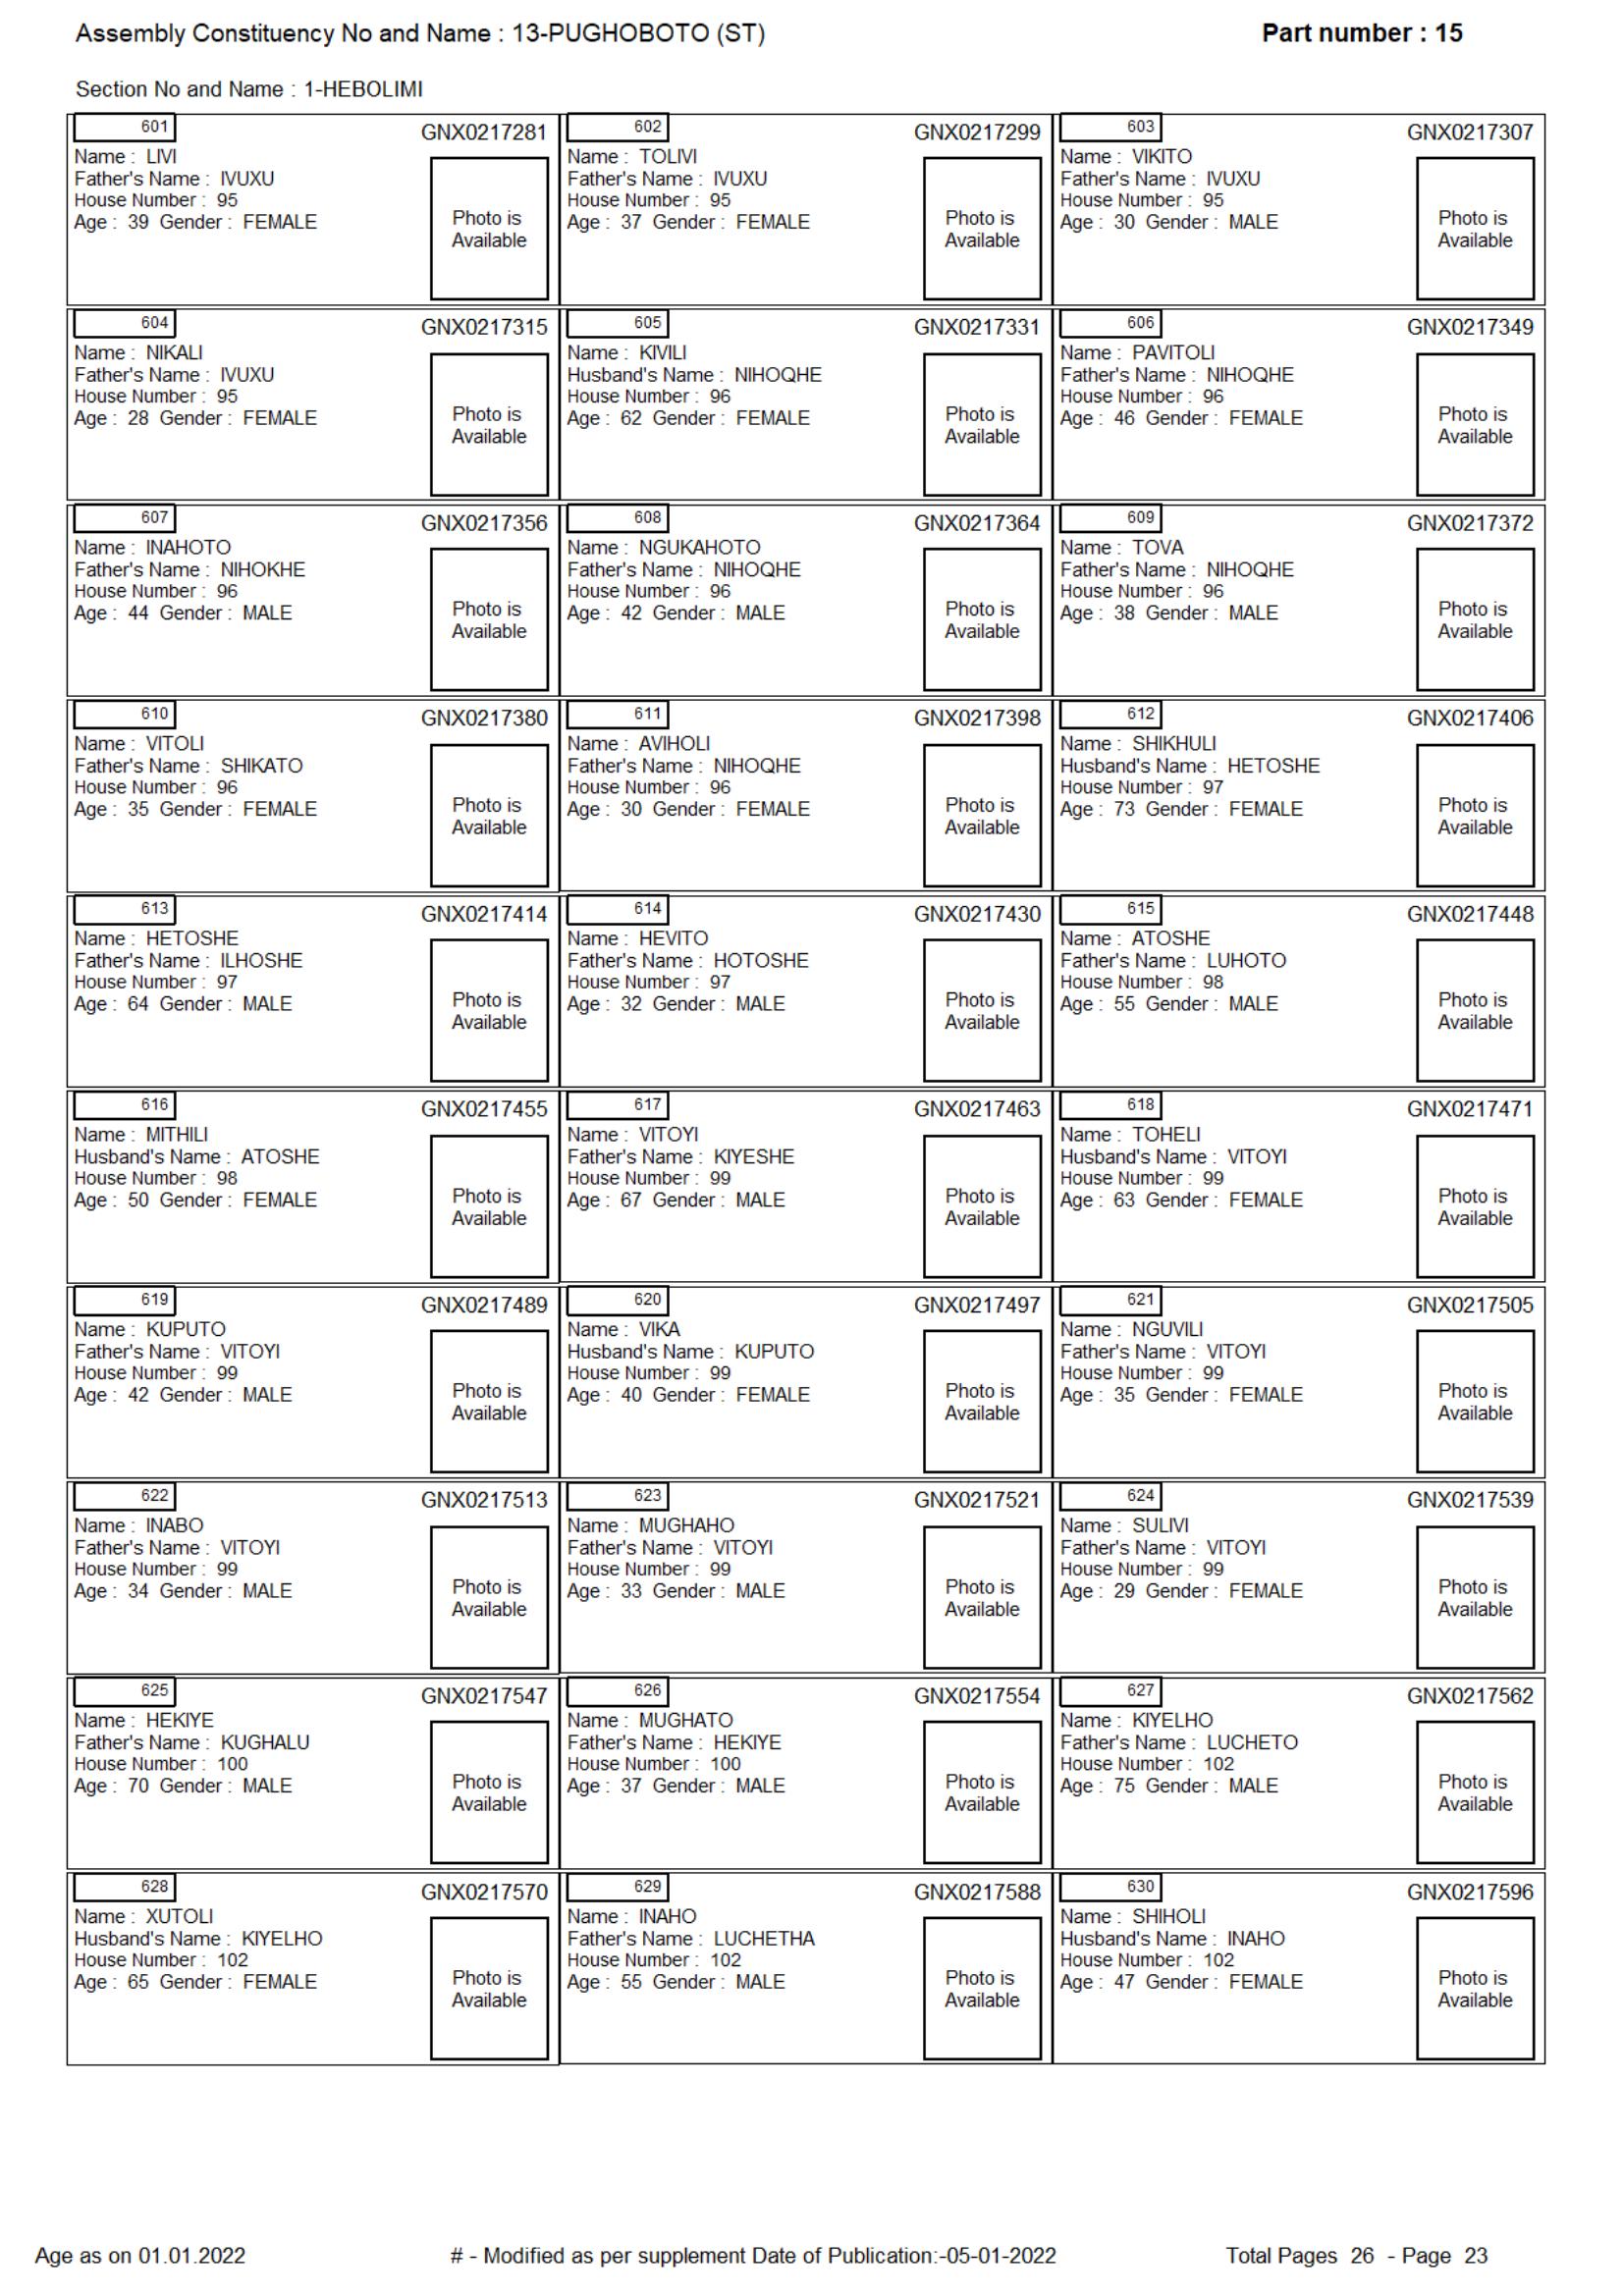 Assembly Constituency No and Name : 13-PUGHOBOTO (ST)
Part number : 15
Section No and Name : 1-HEBOLIMI
601
GNX0217281
Name : LIVI
Father's Name : IVUXU
House Number : 95
Age : 39 Gender : FEMALE
Photo is
Available
602
GNX0217299
Name : TOLIVI
Father's Name : IVUXU
House Number : 95
Age : 37 Gender : FEMALE
Photo is
Available
603
GNX0217307
Name : VIKITO
Father's Name : IVUXU
House Number : 95
Age : 30 Gender : MALE
Photo is
Available
604
GNX0217315
Name : NIKALI
Father's Name : IVUXU
House Number : 95
Age : 28 Gender : FEMALE
Photo is
Available
605
GNX0217331
Name : KIVILI
Husband's Name : NIHOQHE
House Number : 96
Age : 62 Gender : FEMALE
Photo is
Available
606
GNX0217349
Name : PAVITOLI
Father's Name : NIHOQHE
House Number : 96
Age : 46 Gender : FEMALE
Photo is
Available
607
GNX0217356
Name : INAHOTO
Father's Name : NIHOKHE
House Number : 96
Age : 44 Gender : MALE
Photo is
Available
608
GNX0217364
Name : NGUKAHOTO
Father's Name : NIHOQHE
House Number : 96
Age : 42 Gender : MALE
Photo is
Available
609
GNX0217372
Name : TOVA
Father's Name : NIHOQHE
House Number : 96
Age : 38 Gender : MALE
Photo is
Available
610
GNX0217380
Name : VITOLI
Father's Name : SHIKATO
House Number : 96
Age : 35 Gender : FEMALE
Photo is
Available
611
GNX0217398
Name : AVIHOLI
Father's Name : NIHOQHE
House Number : 96
Age : 30 Gender : FEMALE
Photo is
Available
612
GNX0217406
Name : SHIKHULI
Husband's Name : HETOSHE
House Number : 97
Age : 73 Gender : FEMALE
Photo is
Available
613
GNX0217414
Name : HETOSHE
Father's Name : ILHOSHE
House Number : 97
Age : 64 Gender : MALE
Photo is
Available
614
GNX0217430
Name : HEVITO
Father's Name : HOTOSHE
House Number : 97
Age : 32 Gender : MALE
Photo is
Available
615
GNX0217448
Name : ATOSHE
Father's Name : LUHOTO
House Number : 98
Age : 55 Gender : MALE
Photo is
Available
616
GNX0217455
Name : MITHILI
Husband's Name : ATOSHE
House Number : 98
Age : 50 Gender : FEMALE
Photo is
Available
617
GNX0217463
Name : VITOYI
Father's Name : KIYESHE
House Number : 99
Age : 67 Gender : MALE
Photo is
Available
618
GNX0217471
Name : TOHELI
Husband's Name : VITOYI
House Number : 99
Age : 63 Gender : FEMALE
Photo is
Available
619
GNX0217489
Name : KUPUTO
Father's Name : VITOYI
House Number : 99
Age : 42 Gender : MALE
Photo is
Available
620
GNX0217497
Name : VIKA
Husband's Name : KUPUTO
House Number : 99
Age : 40 Gender : FEMALE
Photo is
Available
621
GNX0217505
Name : NGUVILI
Father's Name : VITOYI
House Number : 99
Age : 35 Gender : FEMALE
Photo is
Available
622
GNX0217513
Name : INABO
Father's Name : VITOYI
House Number : 99
Age : 34 Gender : MALE
Photo is
Available
623
GNX0217521
Name : MUGHAHO
Father's Name : VITOYI
House Number : 99
Age : 33 Gender : MALE
Photo is
Available
624
GNX0217539
Name : SULIVI
Father's Name : VITOYI
House Number : 99
Age : 29 Gender : FEMALE
Photo is
Available
625
GNX0217547
Name : HEKIYE
Father's Name : KUGHALU
House Number : 100
Age : 70 Gender : MALE
Photo is
Available
626
GNX0217554
Name : MUGHATO
Father's Name : HEKIYE
House Number : 100
Age : 37 Gender : MALE
Photo is
Available
627
GNX0217562
Name : KIYELHO
Father's Name : LUCHETO
House Number : 102
Age : 75 Gender : MALE
Photo is
Available
628
GNX0217570
Name : XUTOLI
Husband's Name : KIYELHO
House Number : 102
Age : 65 Gender : FEMALE
Photo is
Available
629
GNX0217588
Name : INAHO
Father's Name : LUCHETHA
House Number : 102
Age : 55 Gender : MALE
Photo is
Available
630
GNX0217596
Name : SHIHOLI
Husband's Name : INAHO
House Number : 102
Age : 47 Gender : FEMALE
Photo is
Available
Age as on 01.01.2022
# - Modified as per supplement Date of Publication:-05-01-2022
Total Pages 26 - Page 23